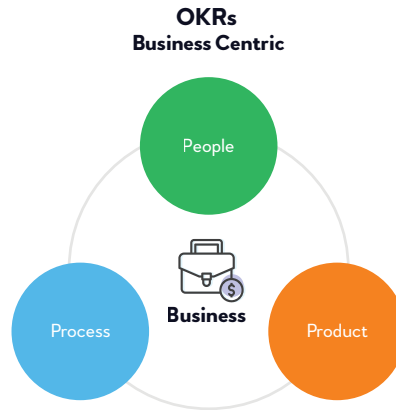 OKRs
Business Centric
People
$
Business
Process
Product